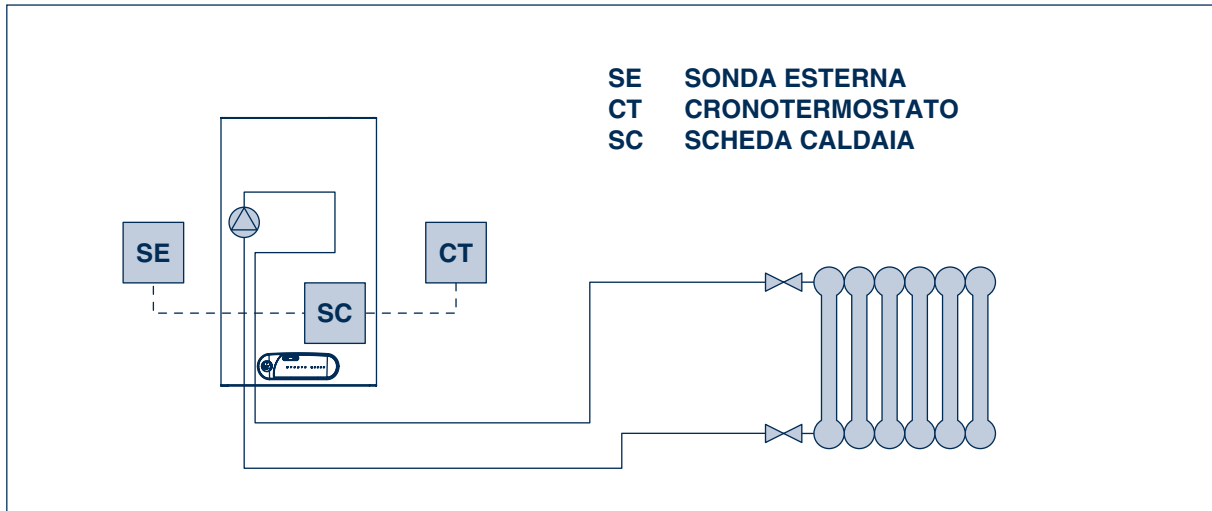 SE SONDA ESTERNA
CT CRONOTERMOSTATO
SC SCHEDA CALDAIA
SE
CT
SC